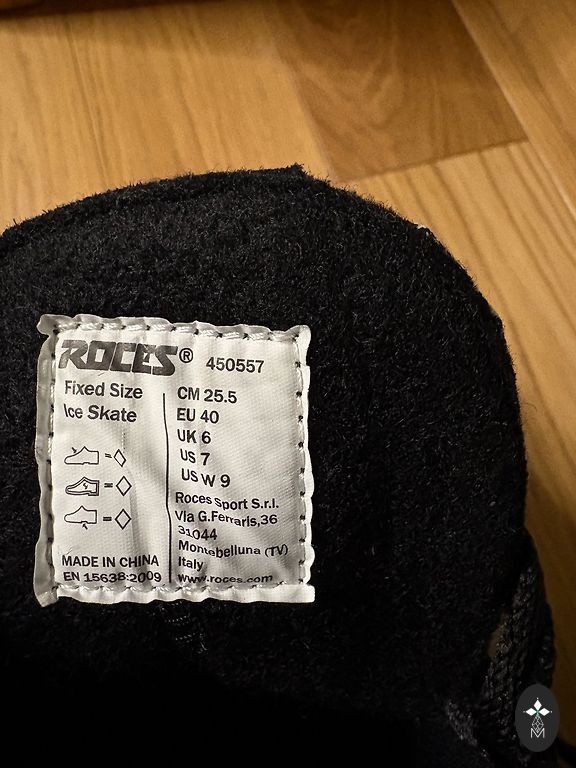 ROCES® 450557
Fixed Size
Ice Skate
MADE IN CHINA
EN 15638:2009
CM 25.5
EU 40
UK 6
US 7
US W 9
Roces Sport S.r.l.
Via G.Ferraris,36
31044
Montebelluna (TV)
Italy
www.roces.com
M